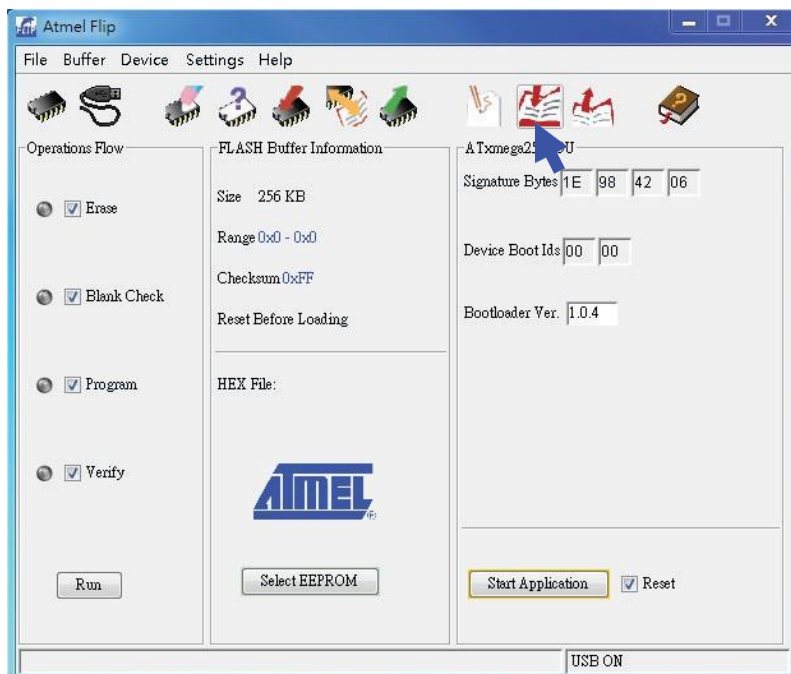 Atmel Flip
File Buffer Device Settings Help
Operations Flow
Erase
Blank Check
Program
Verify
Run
FLASH Buffer Information
Size 256 KB
Range 0x0 - 0x0
Checksum 0xFF
Reset Before Loading
HEX File:
ATMEL
Select EEPROM
Signature Bytes 1E 98 42 06
Device Boot Ids 00 00
Bootloader Ver. 1.0.4
Start Application
Reset
USB ON